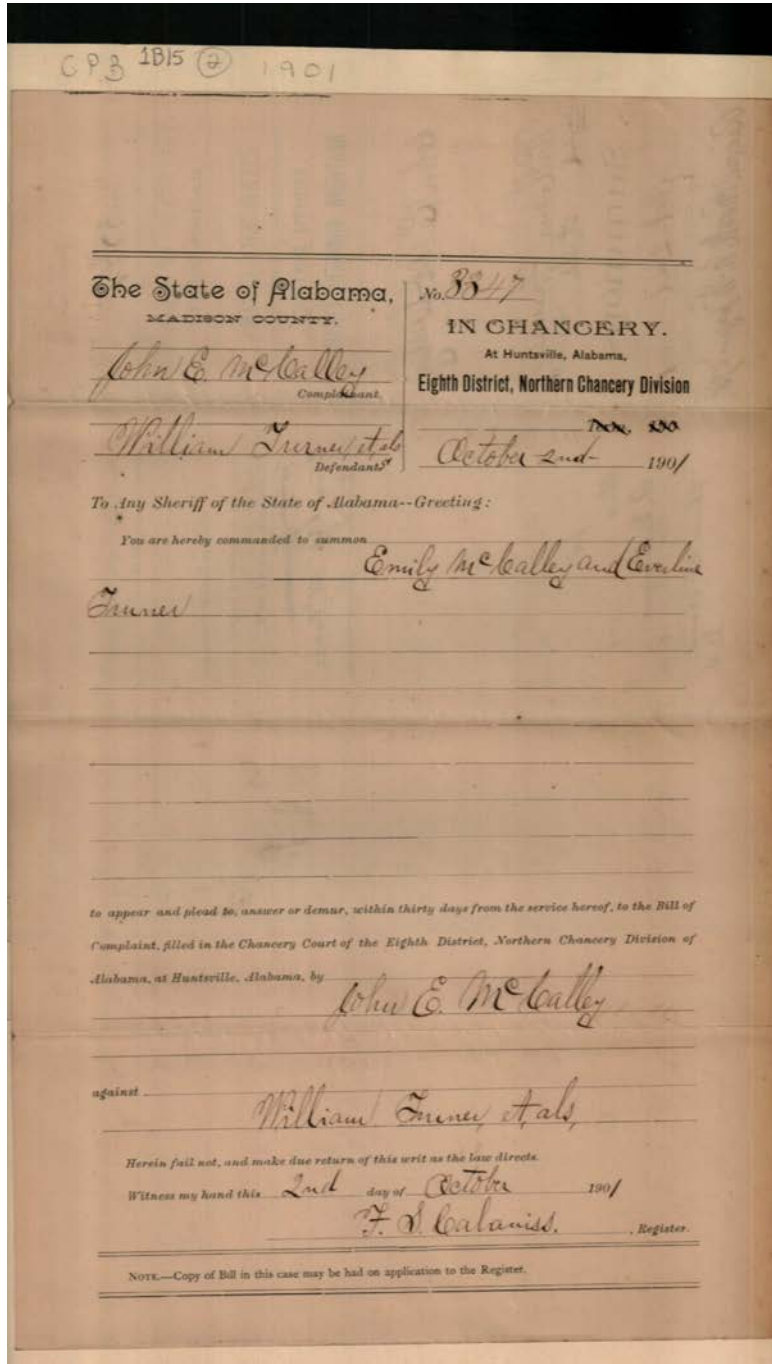 CPB 1B15 (2) 1901
The State of Alabama,
MADISON COUNTY.
John E. McCalley
Complainant.
William Turner, et als
Defendants
No. 3347
IN CHANCERY.
At Huntsville, Alabama,
Eighth District, Northern Chancery Division
Term, 190
October 2nd 1901
To Any Sheriff of the State of Alabama--Greeting:
You are hereby commanded to summon
Emily McCalley and Everline
Turner
to appear and plead to, answer or demur, within thirty days from the service hereof, to the Bill of
Complaint, filled in the Chancery Court of the Eighth District, Northern Chancery Division of
Alabama, at Huntsville, Alabama, by
John E. McCalley
against
William Turner, et, als,
Herein fail not, and make due return of this writ as the law directs.
Witness my hand this 2nd day of October 1901
F. S. Calaniss. , Register.
NOTE.—Copy of Bill in this case may be had on application to the Register.